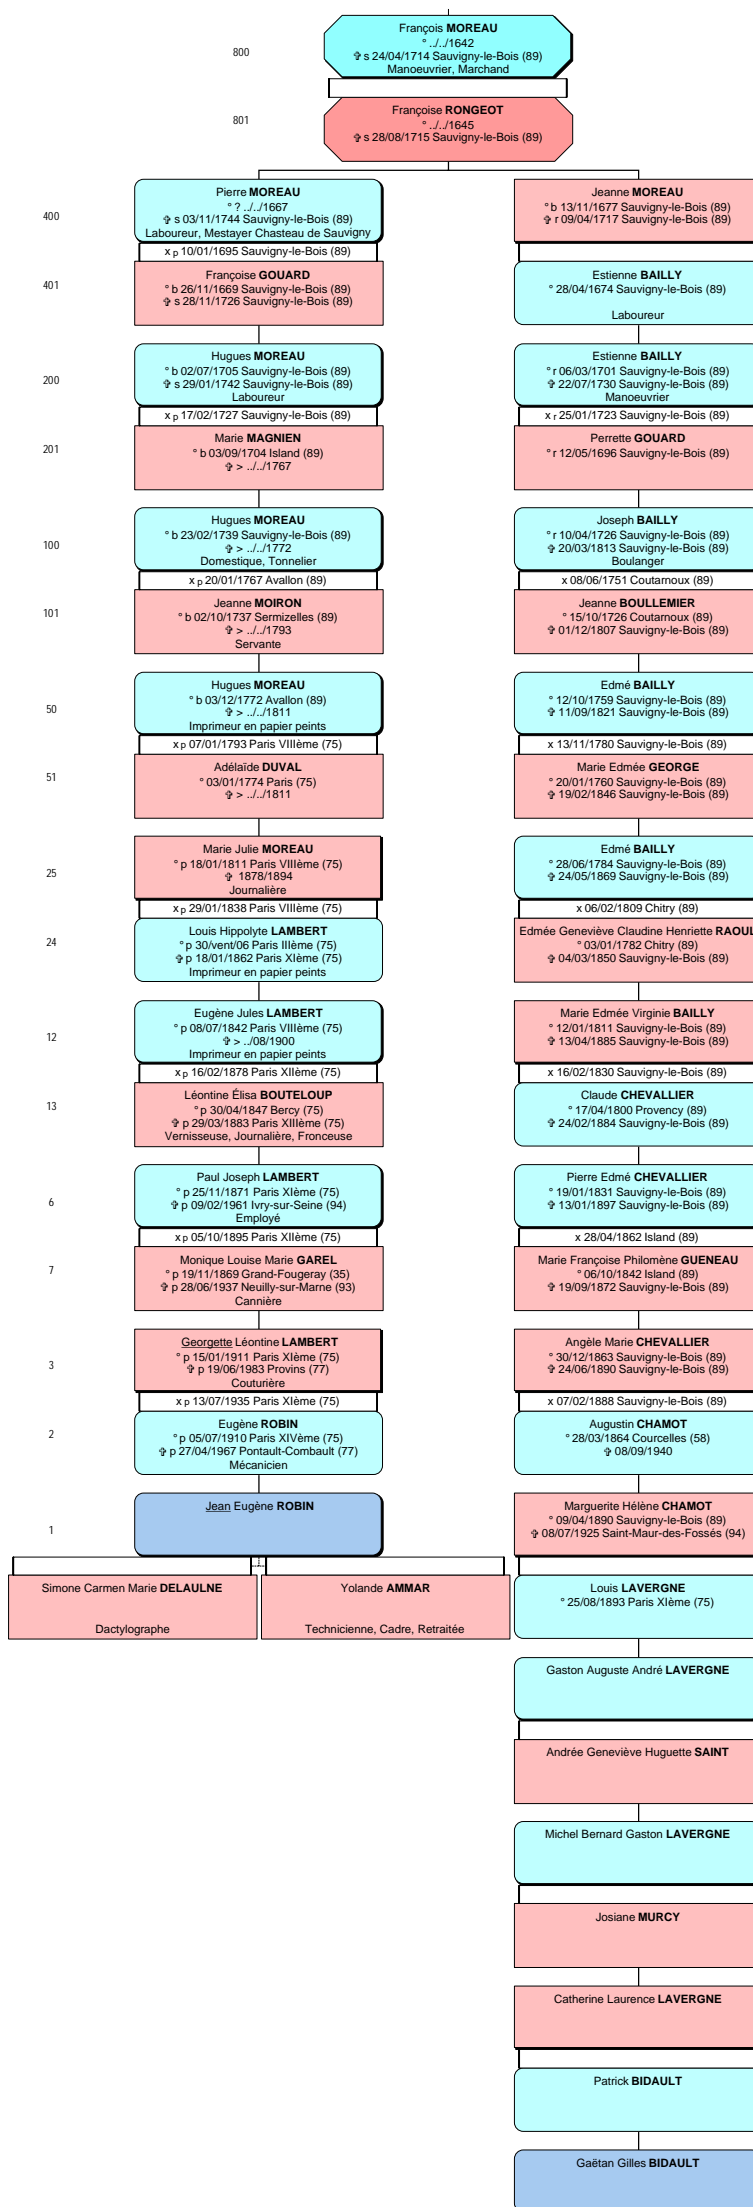 800
François MOREAU
° ../../1642
✞ s 24/04/1714 Sauvigny-le-Bois (89)
Manoeuvrier, Marchand
801
Françoise RONGEOT
° ../../1645
✞ s 28/08/1715 Sauvigny-le-Bois (89)
400
Pierre MOREAU
° ? ../../1667
✞ s 03/11/1744 Sauvigny-le-Bois (89)
Laboureur, Mestayer Chasteau de Sauvigny
x p 10/01/1695 Sauvigny-le-Bois (89)
401
Françoise GOUARD
° b 26/11/1669 Sauvigny-le-Bois (89)
✞ s 28/11/1726 Sauvigny-le-Bois (89)
200
Hugues MOREAU
° b 02/07/1705 Sauvigny-le-Bois (89)
✞ s 29/01/1742 Sauvigny-le-Bois (89)
Laboureur
x p 17/02/1727 Sauvigny-le-Bois (89)
201
Marie MAGNIEN
° b 03/09/1704 Island (89)
✞ > ../../1767
100
Hugues MOREAU
° b 23/02/1739 Sauvigny-le-Bois (89)
✞ > ../../1772
Domestique, Tonnelier
x p 20/01/1767 Avallon (89)
101
Jeanne MOIRON
° b 02/10/1737 Sermizelles (89)
✞ > ../../1793
Servante
50
Hugues MOREAU
° b 03/12/1772 Avallon (89)
✞ > ../../1811
Imprimeur en papier peints
x p 07/01/1793 Paris VIIIème (75)
51
Adélaïde DUVAL
° 03/01/1774 Paris (75)
✞ > ../../1811
25
Marie Julie MOREAU
° p 18/01/1811 Paris VIIIème (75)
✞ 1878/1894
Journalière
x p 29/01/1838 Paris VIIIème (75)
24
Louis Hippolyte LAMBERT
° p 30/vent/06 Paris IIIème (75)
✞ p 18/01/1862 Paris XIème (75)
Imprimeur en papier peints
12
Eugène Jules LAMBERT
° p 08/07/1842 Paris VIIIème (75)
✞ > ../08/1900
Imprimeur en papier peints
x p 16/02/1878 Paris XIIème (75)
13
Léontine Élisa BOUTELOUP
° p 30/04/1847 Bercy (75)
✞ p 29/03/1883 Paris XIIIème (75)
Vernisseuse, Journalière, Fronceuse
6
Paul Joseph LAMBERT
° p 25/11/1871 Paris XIème (75)
✞ p 09/02/1961 Ivry-sur-Seine (94)
Employé
x p 05/10/1895 Paris XIIème (75)
7
Monique Louise Marie GAREL
° p 19/11/1869 Grand-Fougeray (35)
✞ p 28/06/1937 Neuilly-sur-Marne (93)
Cannière
3
Georgette Léontine LAMBERT
° p 15/01/1911 Paris XIème (75)
✞ p 19/06/1983 Provins (77)
Couturière
x p 13/07/1935 Paris XIème (75)
2
Eugène ROBIN
° p 05/07/1910 Paris XIVème (75)
✞ p 27/04/1967 Pontault-Combault (77)
Mécanicien
1
Jean Eugène ROBIN
Simone Carmen Marie DELAULNE
Dactylographe
Yolande AMMAR
Technicienne, Cadre, Retraitée
Jeanne MOREAU
° b 13/11/1677 Sauvigny-le-Bois (89)
✞ r 09/04/1717 Sauvigny-le-Bois (89)
Estienne BAILLY
° 28/04/1674 Sauvigny-le-Bois (89)
Laboureur
Estienne BAILLY
° r 06/03/1701 Sauvigny-le-Bois (89)
✞ 22/07/1730 Sauvigny-le-Bois (89)
Manoeuvrier
x r 25/01/1723 Sauvigny-le-Bois (89)
Perrette GOUARD
° r 12/05/1696 Sauvigny-le-Bois (89)
Joseph BAILLY
° r 10/04/1726 Sauvigny-le-Bois (89)
✞ 20/03/1813 Sauvigny-le-Bois (89)
Boulanger
x 08/06/1751 Coutarnoux (89)
Jeanne BOULLEMIER
° 15/10/1726 Coutarnoux (89)
✞ 01/12/1807 Sauvigny-le-Bois (89)
Edmé BAILLY
° 12/10/1759 Sauvigny-le-Bois (89)
✞ 11/09/1821 Sauvigny-le-Bois (89)
x 13/11/1780 Sauvigny-le-Bois (89)
Marie Edmée GEORGE
° 20/01/1760 Sauvigny-le-Bois (89)
✞ 19/02/1846 Sauvigny-le-Bois (89)
Edmé BAILLY
° 28/06/1784 Sauvigny-le-Bois (89)
✞ 24/05/1869 Sauvigny-le-Bois (89)
x 06/02/1809 Chitry (89)
Edmée Geneviève Claudine Henriette RAOUL
° 03/01/1782 Chitry (89)
✞ 04/03/1850 Sauvigny-le-Bois (89)
Marie Edmée Virginie BAILLY
° 12/01/1811 Sauvigny-le-Bois (89)
✞ 13/04/1885 Sauvigny-le-Bois (89)
x 16/02/1830 Sauvigny-le-Bois (89)
Claude CHEVALLIER
° 17/04/1800 Provency (89)
✞ 24/02/1884 Sauvigny-le-Bois (89)
Pierre Edmé CHEVALLIER
° 19/01/1831 Sauvigny-le-Bois (89)
✞ 13/01/1897 Sauvigny-le-Bois (89)
x 28/04/1862 Island (89)
Marie Françoise Philomène GUENEAU
° 06/10/1842 Island (89)
✞ 19/09/1872 Sauvigny-le-Bois (89)
Angèle Marie CHEVALLIER
° 30/12/1863 Sauvigny-le-Bois (89)
✞ 24/06/1890 Sauvigny-le-Bois (89)
x 07/02/1888 Sauvigny-le-Bois (89)
Augustin CHAMOT
° 28/03/1864 Courcelles (58)
✞ 08/09/1940
Marguerite Hélène CHAMOT
° 09/04/1890 Sauvigny-le-Bois (89)
✞ 08/07/1925 Saint-Maur-des-Fossés (94)
Louis LAVERGNE
° 25/08/1893 Paris XIème (75)
Gaston Auguste André LAVERGNE
Andrée Geneviève Huguette SAINT
Michel Bernard Gaston LAVERGNE
Josiane MURCY
Catherine Laurence LAVERGNE
Patrick BIDAULT
Gaëtan Gilles BIDAULT